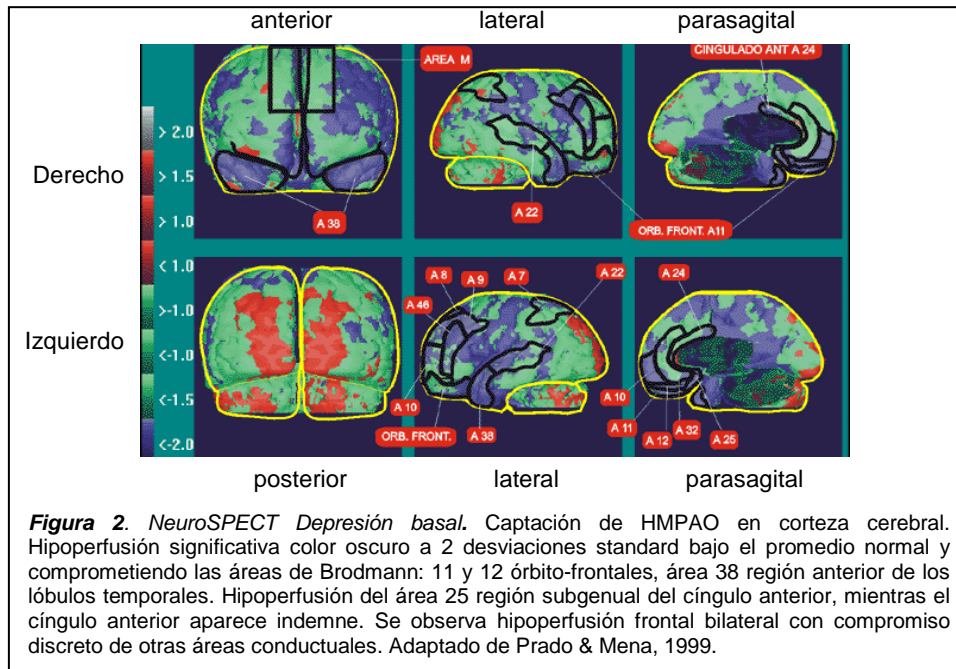 anterior lateral parasagital
AREA M
CINGULADO ANT A 24
Derecho
> 2.0
> 1.5
> 1.0
< 1.0
>-1.0
<-1.0
<-1.5
<-2.0
A 38
A 22
ORB. FRONT. A11
Izquierdo
A 8
A 9
A 7
A 22
A 46
A 10
ORB. FRONT.
A 38
A 24
A 10
A 11
A 12
A 32
A 25
posterior lateral parasagital
Figura 2. NeuroSPECT Depresión basal. Captación de HMPAO en corteza cerebral.
Hipoperfusión significativa color oscuro a 2 desviaciones standard bajo el promedio normal y
comprometiendo las áreas de Brodmann: 11 y 12 órbito-frontales, área 38 región anterior de los
lóbulos temporales. Hipoperfusión del área 25 región subgenual del cíngulo anterior, mientras el
cíngulo anterior aparece indemne. Se observa hipoperfusión frontal bilateral con compromiso
discreto de otras áreas conductuales. Adaptado de Prado & Mena, 1999.